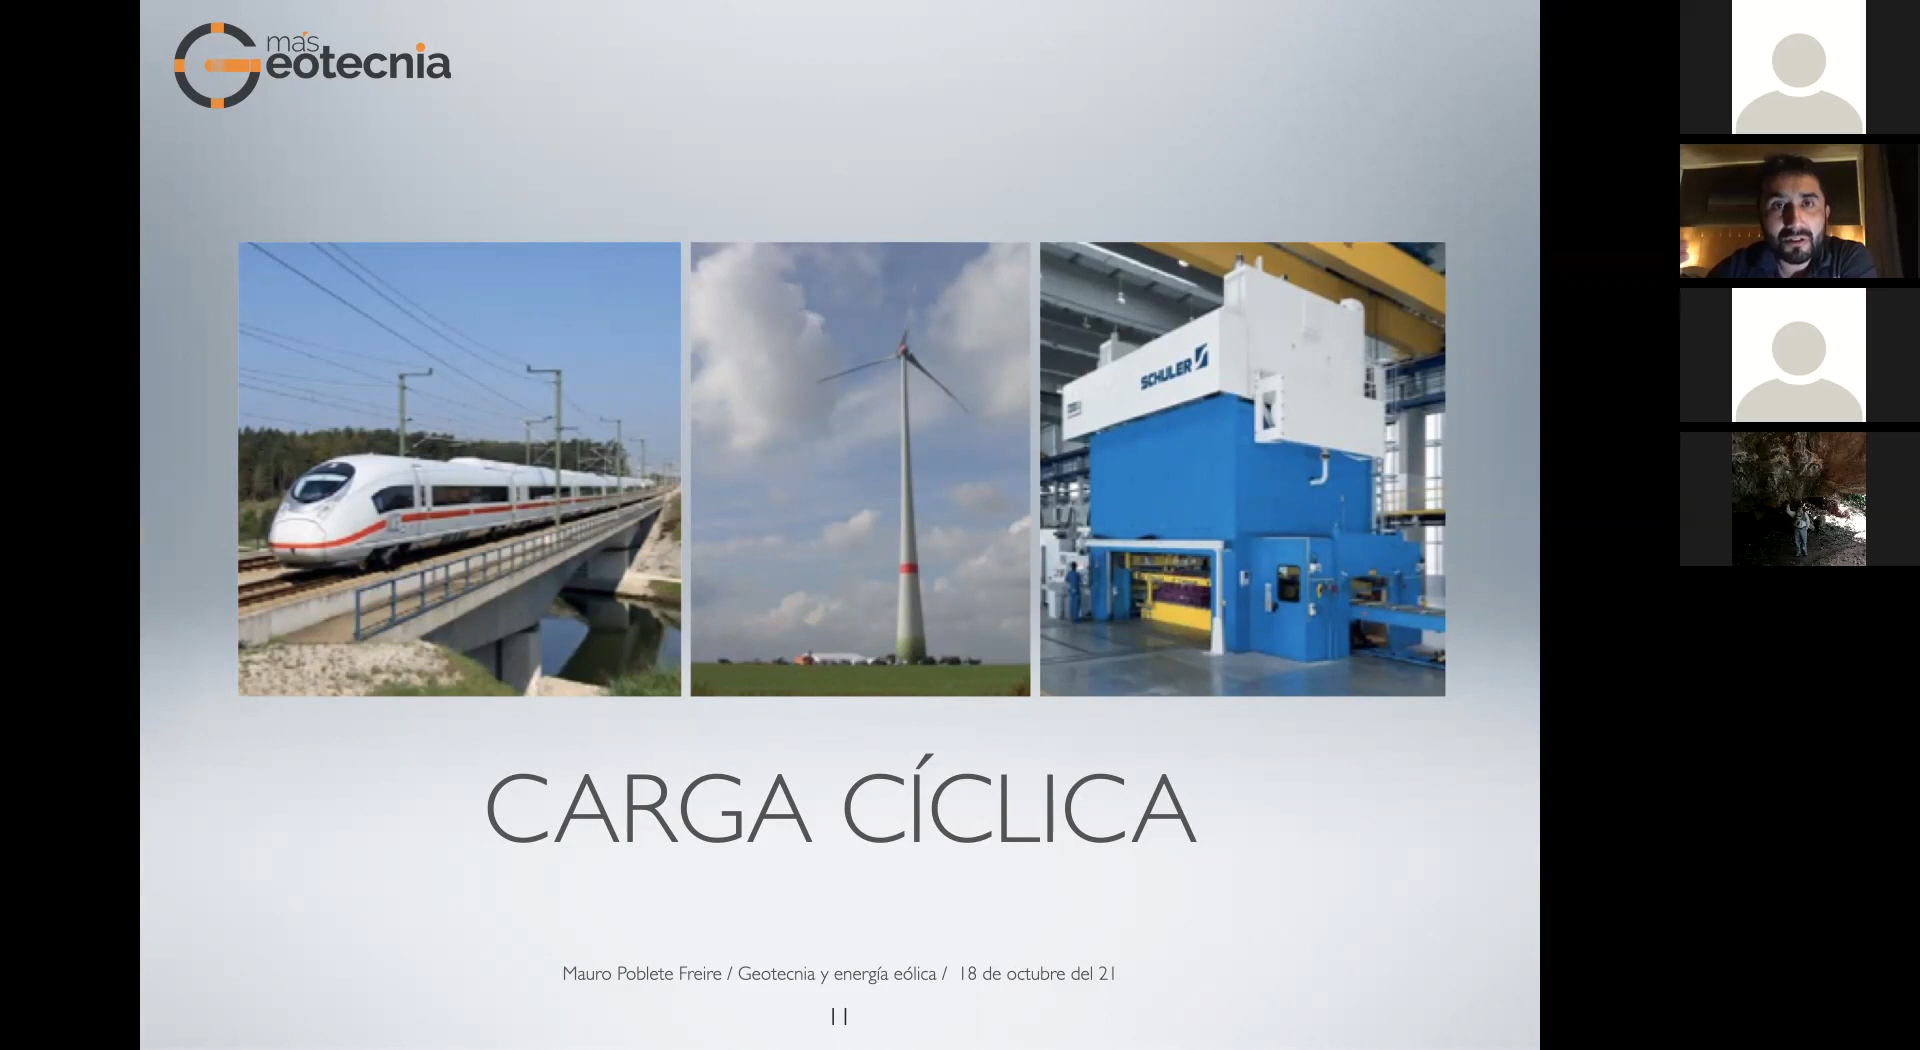 más
Geotecnia
SCHULER
CARGA CÍCLICA
Mauro Poblete Freire / Geotecnia y energía eólica / 18 de octubre del 21
11